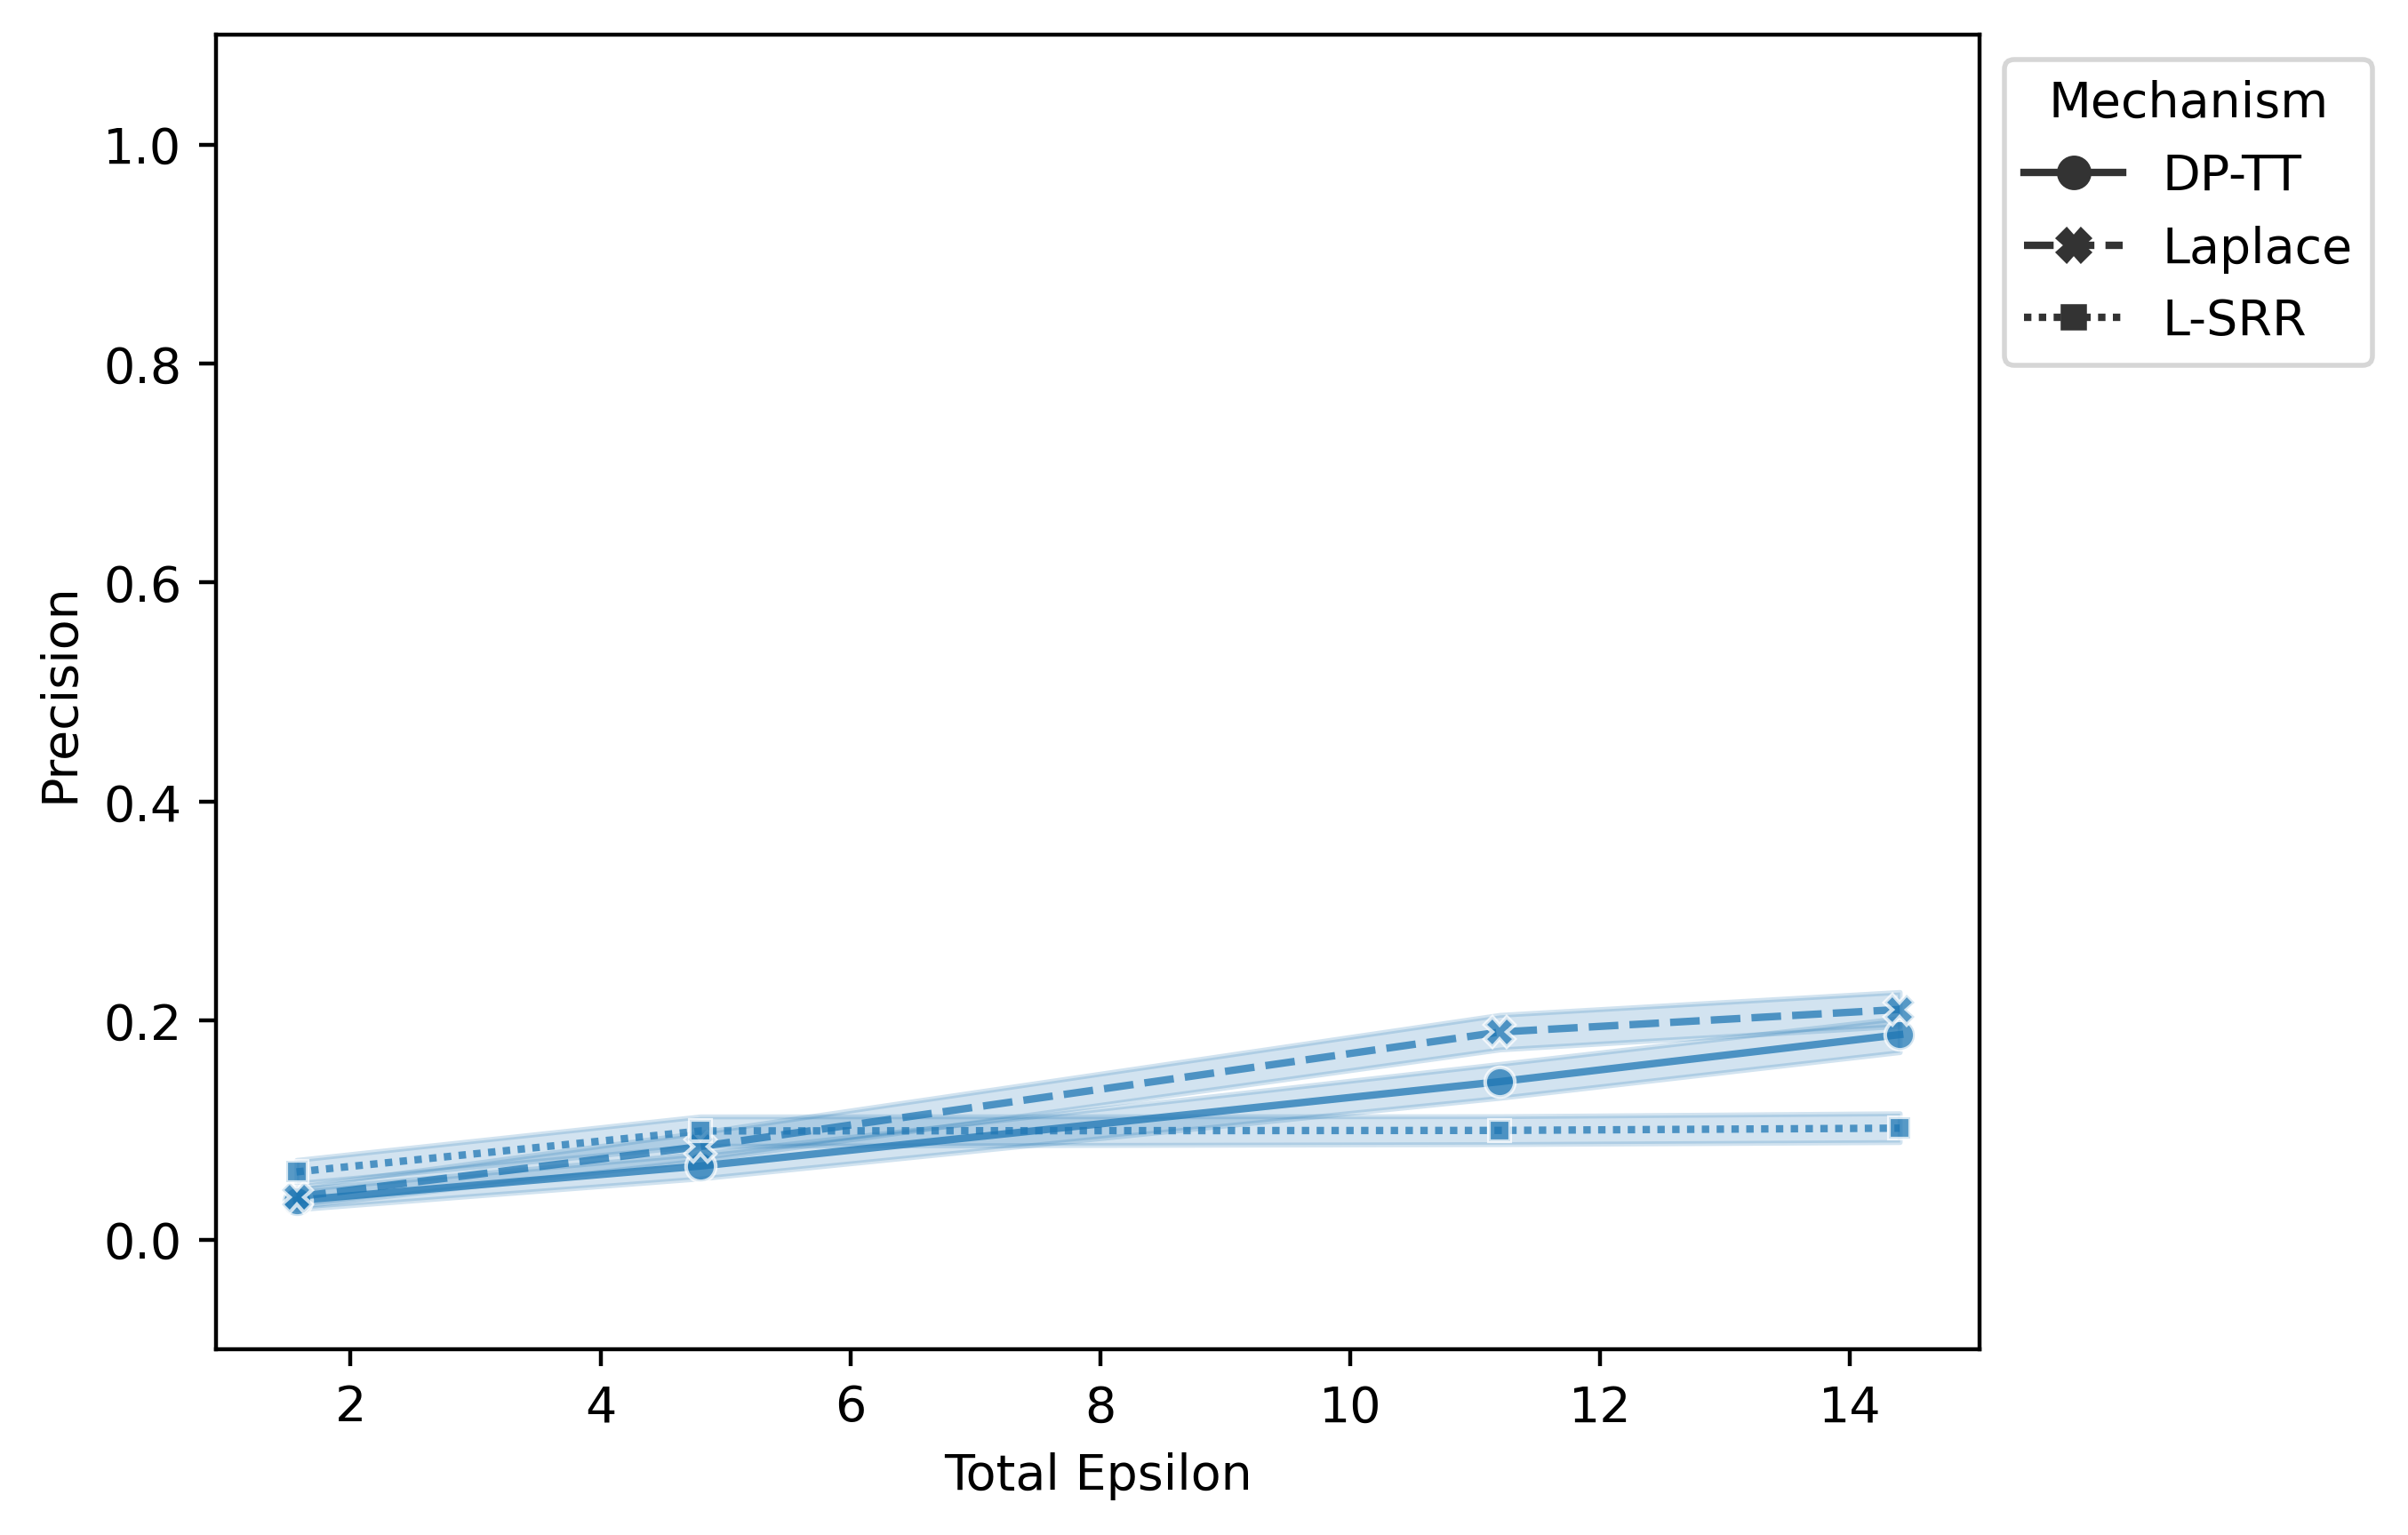 Mechanism
DP-TT
Laplace
L-SRR
Precision
1.0
0.8
0.6
0.4
0.2
0.0
2 4 6 8 10 12 14
Total Epsilon